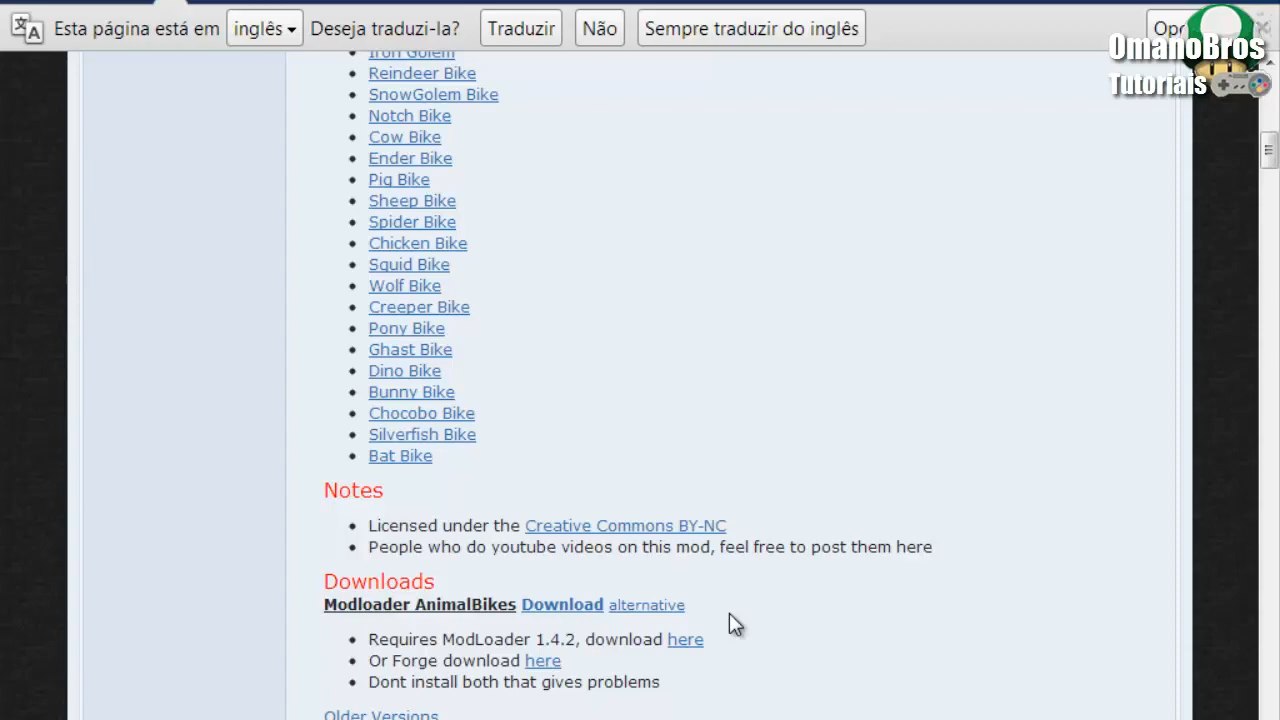 Esta página está em inglês Deseja traduzi-la? Traduzir Não Sempre traduzir do inglês
OmanoBros
Tutoriais
Iron Golem
Reindeer Bike
SnowGolem Bike
Notch Bike
Cow Bike
Ender Bike
Pig Bike
Sheep Bike
Spider Bike
Chicken Bike
Squid Bike
Wolf Bike
Creeper Bike
Pony Bike
Ghast Bike
Dino Bike
Bunny Bike
Chocobo Bike
Silverfish Bike
Bat Bike
Notes
Licensed under the Creative Commons BY-NC
People who do youtube videos on this mod, feel free to post them here
Downloads
Modloader AnimalBikes Download alternative
Requires ModLoader 1.4.2, download here
Or Forge download here
Dont install both that gives problems
Older Versions